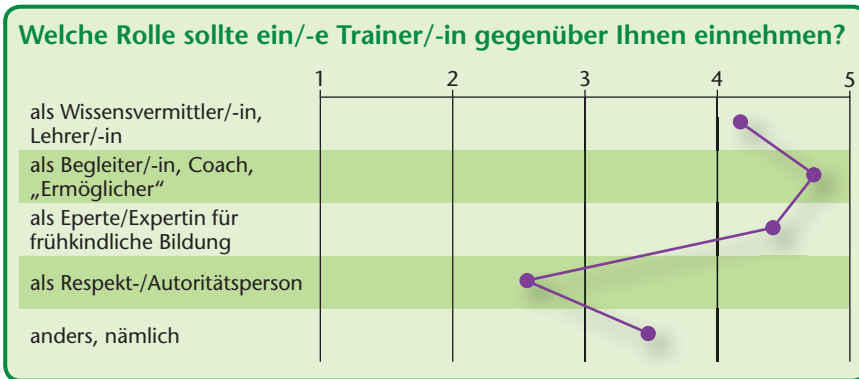 Welche Rolle sollte ein/-e Trainer/-in gegenüber Ihnen einnehmen?
1 2 3 4 5
als Wissensvermittler/-in,
Lehrer/-in
als Begleiter/-in, Coach,
„Ermöglicher“
als Eperte/Expertin für
frühkindliche Bildung
als Respekt-/Autoritätsperson
anders, nämlich